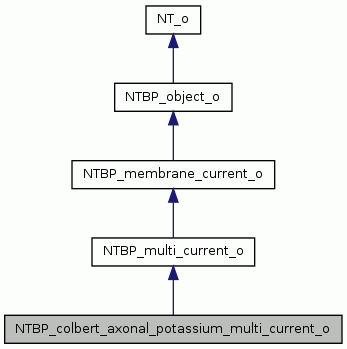 NT_o
NTBP_object_o
NTBP_membrane_current_o
NTBP_multi_current_o
NTBP_colbert_axonal_potassium_multi_current_o